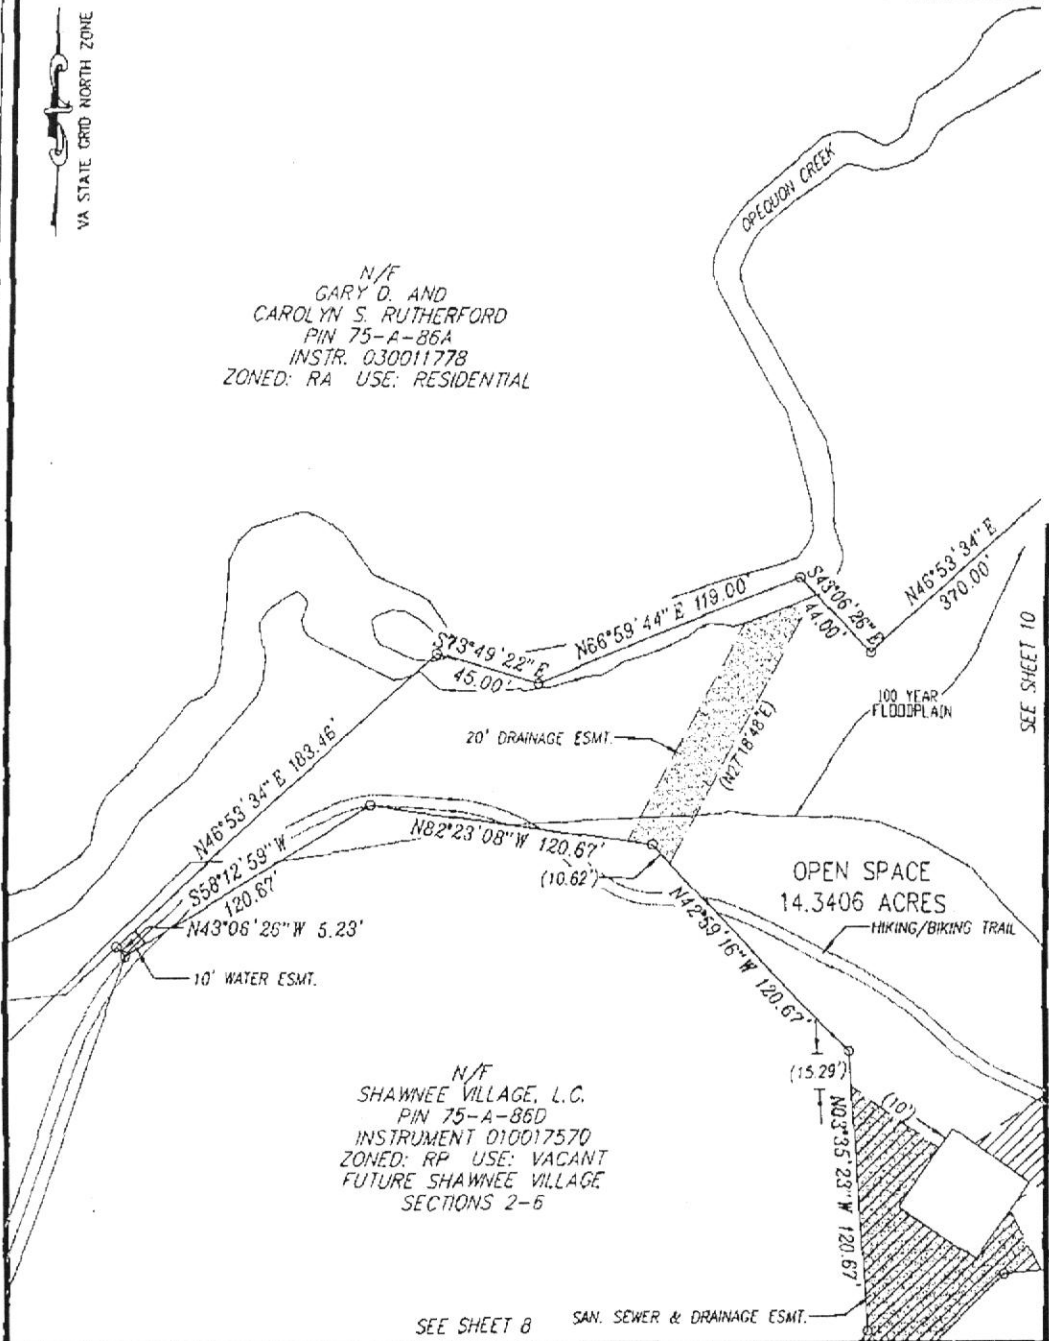 VA STATE GRID NORTH ZONE
OPEQUON CREEK
N/F
GARY D. AND
CAROLYN S. RUTHERFORD
PIN 75-A-86A
INSTR. 030011778
ZONED: RA USE: RESIDENTIAL
N46°53'34"E
370.00'
S43°06'26"E
44.00'
N66°59'44"E 119.00'
S73°49'22"E
45.00'
SEE SHEET 10
100 YEAR
FLOODPLAIN
20' DRAINAGE ESMT.
(N27°18'48"E)
N46°53'34"E 183.46'
S58°12'59"W
120.67'
N82°23'08"W 120.67'
(10.62')
OPEN SPACE
14.3406 ACRES
N43°06'26"W 5.23'
HIKING/BIKING TRAIL
N42°59'16"W 120.67'
10' WATER ESMT.
(15.29')
N/F
SHAWNEE VILLAGE, L.C.
PIN 75-A-86D
INSTRUMENT 010017570
ZONED: RP USE: VACANT
FUTURE SHAWNEE VILLAGE
SECTIONS 2-6
(10')
N03°35'23"W 120.67'
SEE SHEET 8
SAN. SEWER & DRAINAGE ESMT.